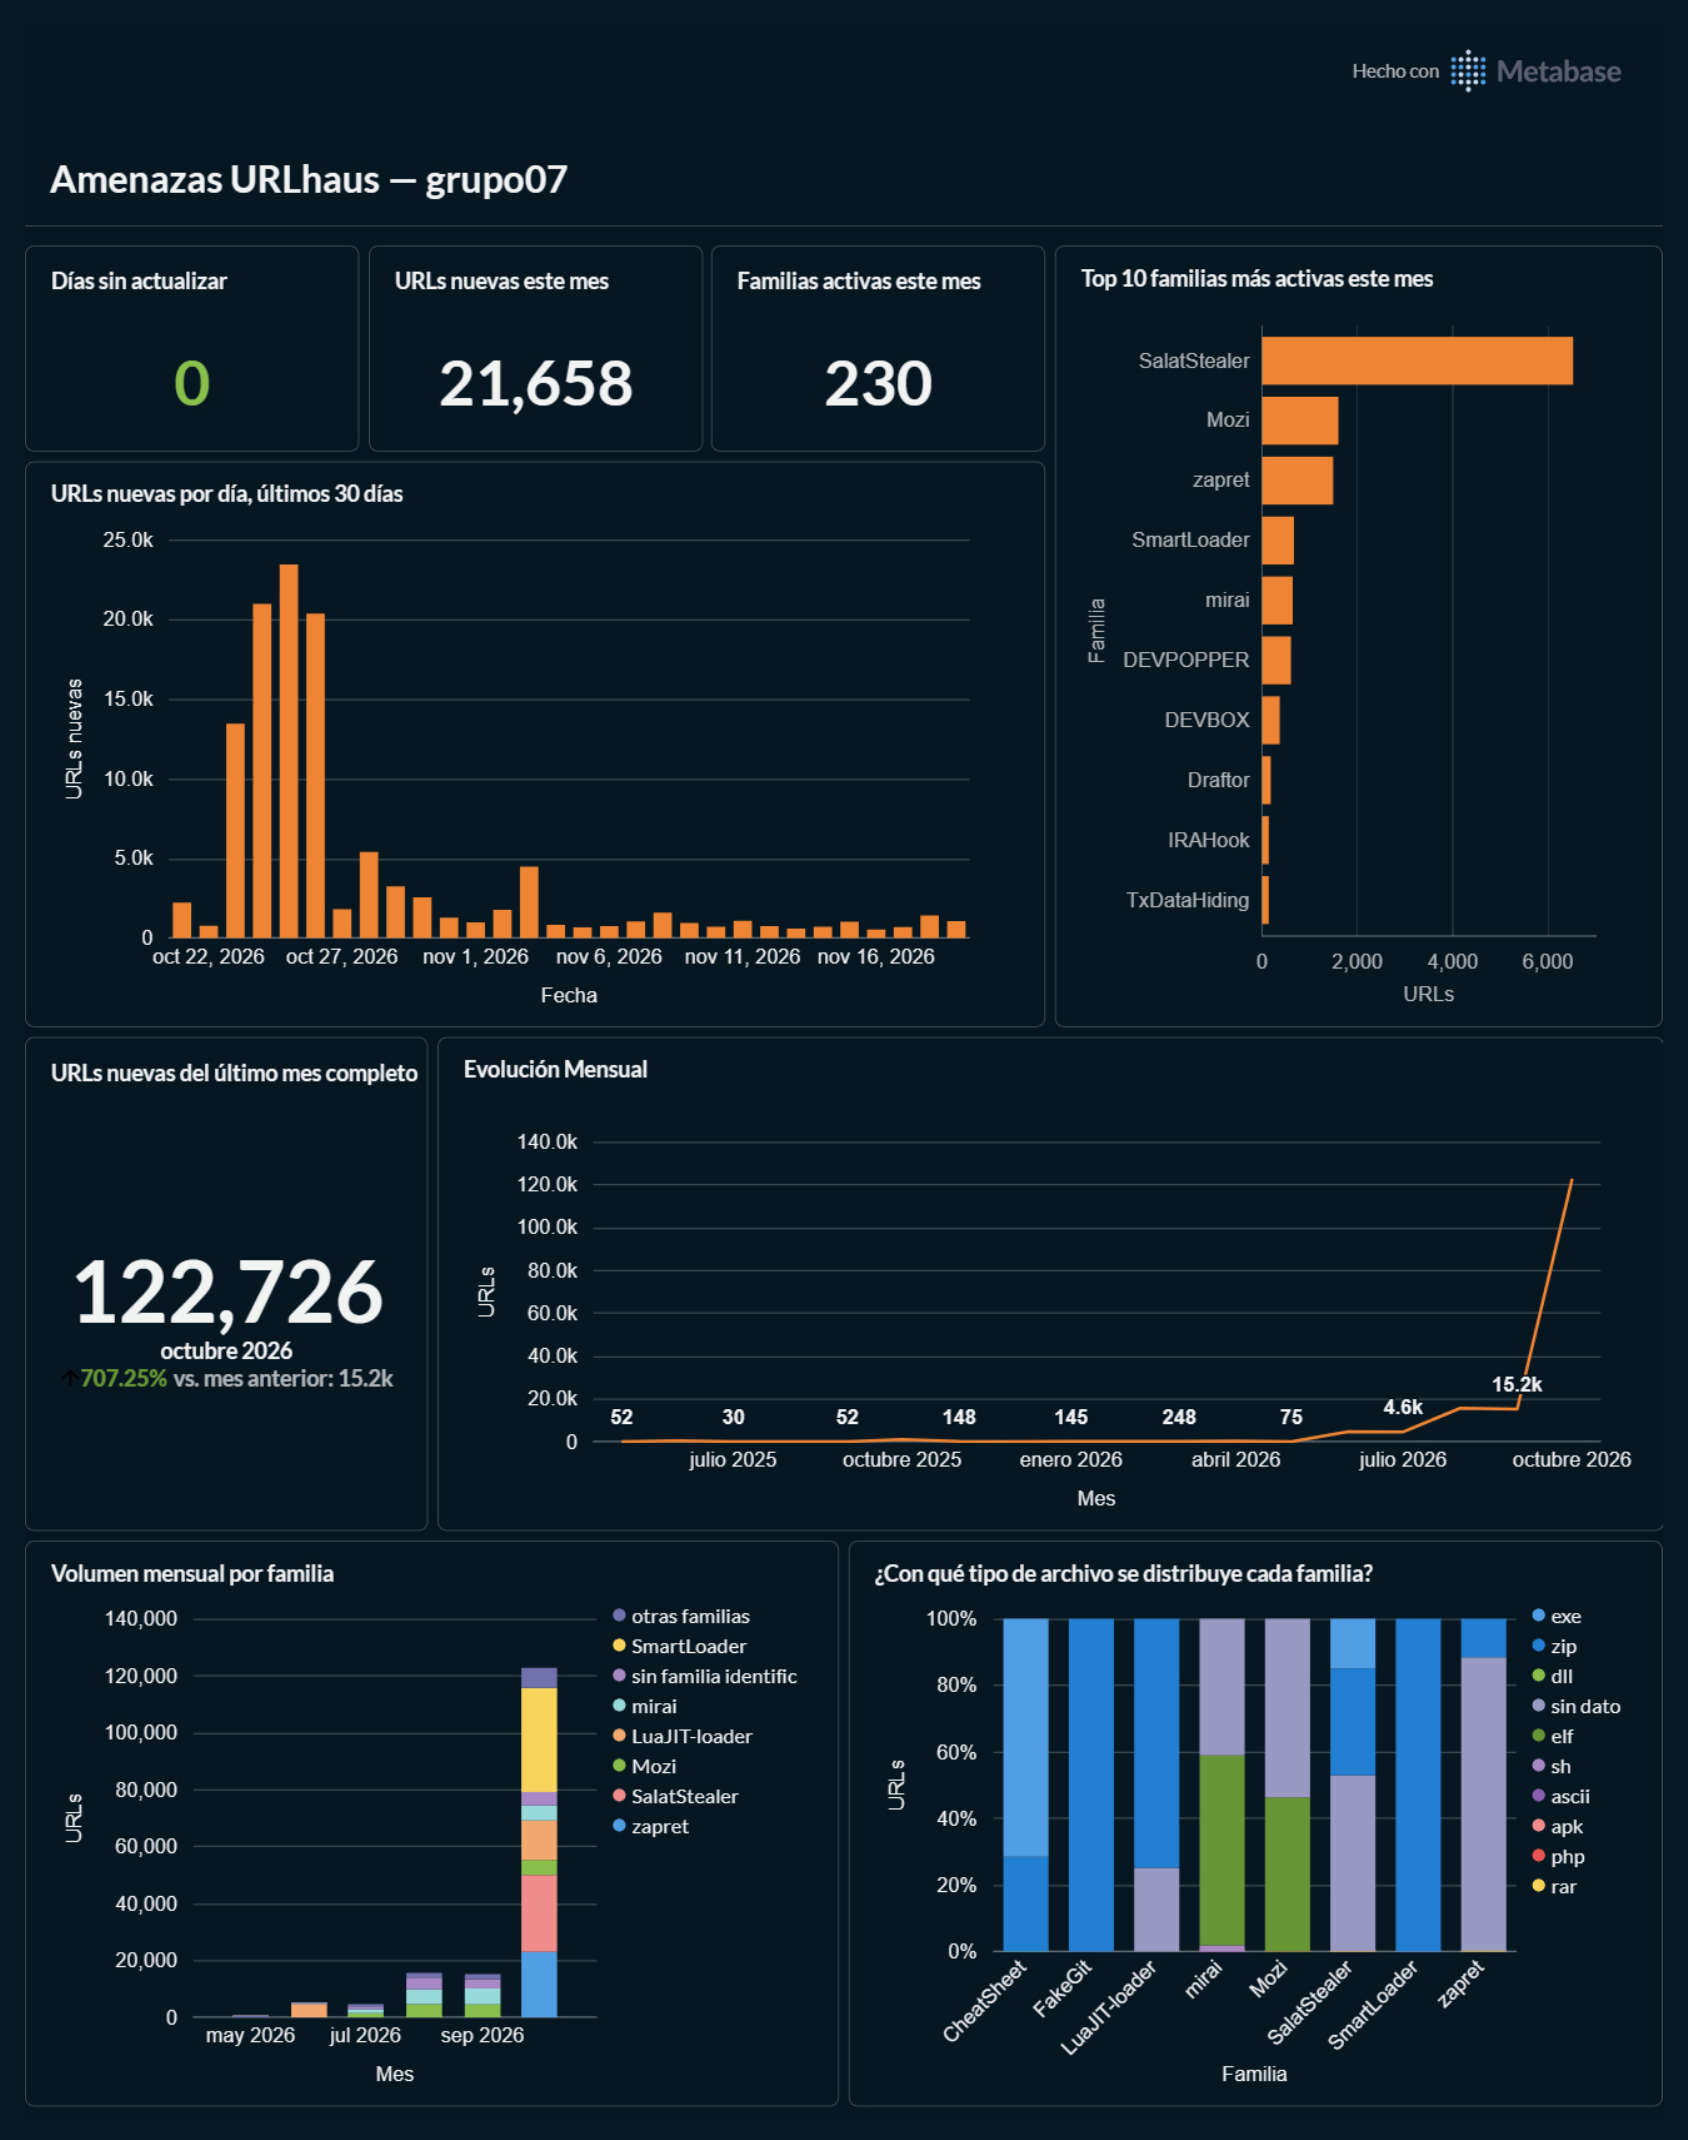 Hecho con Metabase
Amenazas URLhaus — grupo07
Días sin actualizar
0
URLs nuevas este mes
21,658
Familias activas este mes
230
Top 10 familias más activas este mes
Familia
SalatStealer
Mozi
zapret
SmartLoader
mirai
DEVPOPPER
DEVBOX
Draftor
IRAHook
TxDataHiding
0 2,000 4,000 6,000
URLs
URLs nuevas por día, últimos 30 días
URLs nuevas
25.0k
20.0k
15.0k
10.0k
5.0k
0
oct 22, 2026 oct 27, 2026 nov 1, 2026 nov 6, 2026 nov 11, 2026 nov 16, 2026
Fecha
URLs nuevas del último mes completo
122,726
octubre 2026
↑707.25% vs. mes anterior: 15.2k
Evolución Mensual
URLs
140.0k
120.0k
100.0k
80.0k
60.0k
40.0k
20.0k
0
52 30 52 148 145 248 75 4.6k 15.2k
julio 2025 octubre 2025 enero 2026 abril 2026 julio 2026 octubre 2026
Mes
Volumen mensual por familia
URLs
140,000
120,000
100,000
80,000
60,000
40,000
20,000
0
may 2026 jul 2026 sep 2026
Mes
otras familias
SmartLoader
sin familia identific
mirai
LuaJIT-loader
Mozi
SalatStealer
zapret
¿Con qué tipo de archivo se distribuye cada familia?
URLs
100%
80%
60%
40%
20%
0%
CheatSheet
FakeGit
LuaJIT-loader
mirai
Mozi
SalatStealer
SmartLoader
zapret
Familia
exe
zip
dll
sin dato
elf
sh
ascii
apk
php
rar